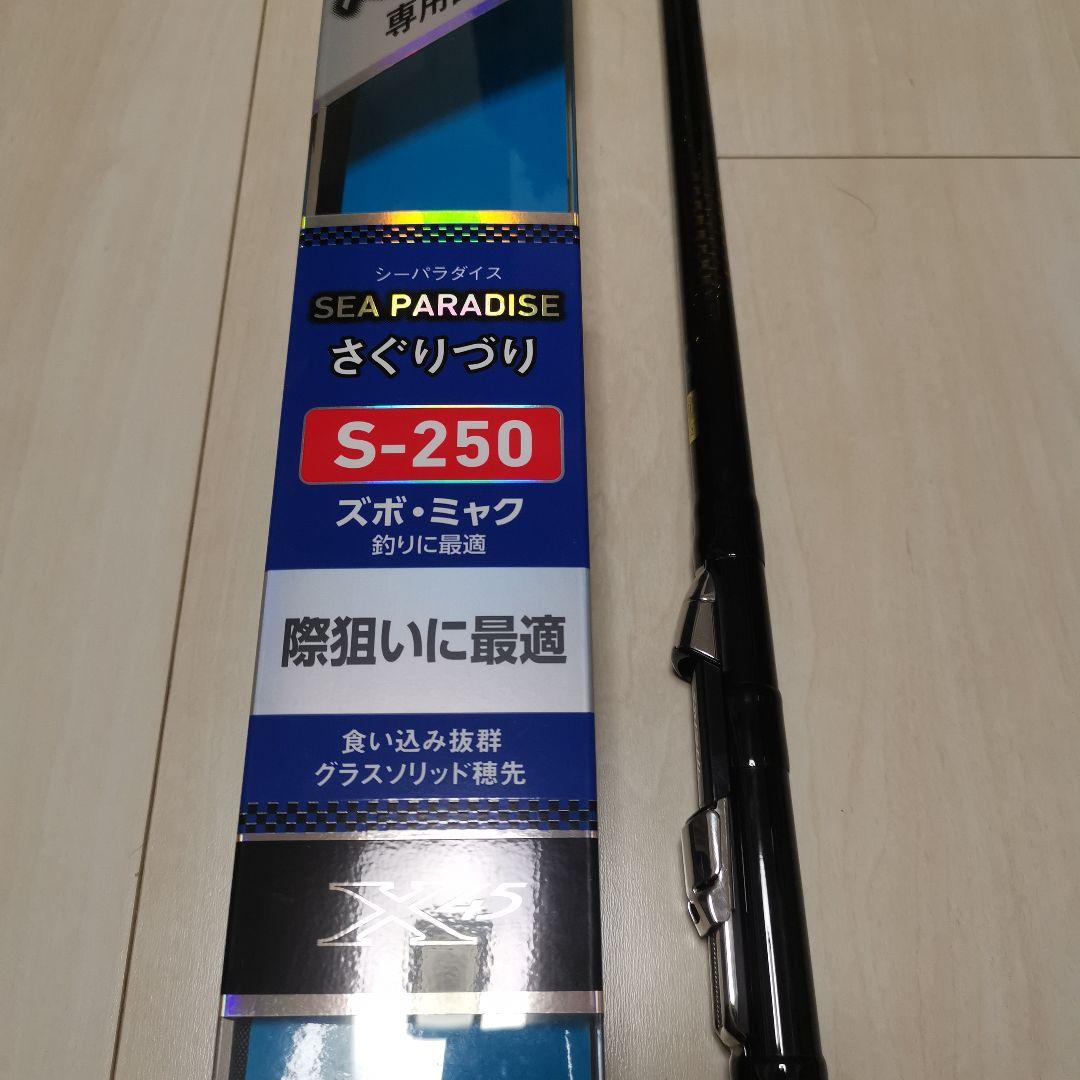 専用
シーパラダイス
SEA PARADISE
さぐりづり
S-250
ズボ・ミャク
釣りに最適
際狙いに最適
食い込み抜群
グラスソリッド穂先
X45